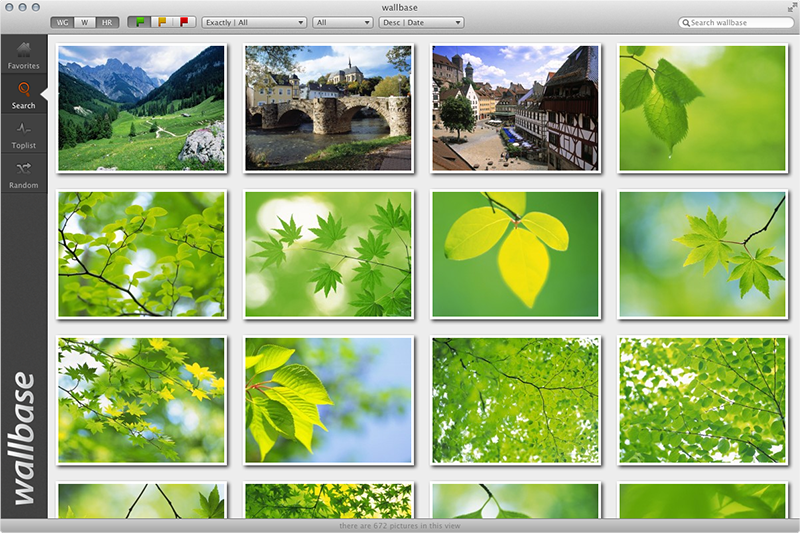 wallbase
WG W HR Exactly | All All Desc | Date Search wallbase
Favorites
Search
Toplist
Random
wallbase
there are 672 pictures in this view